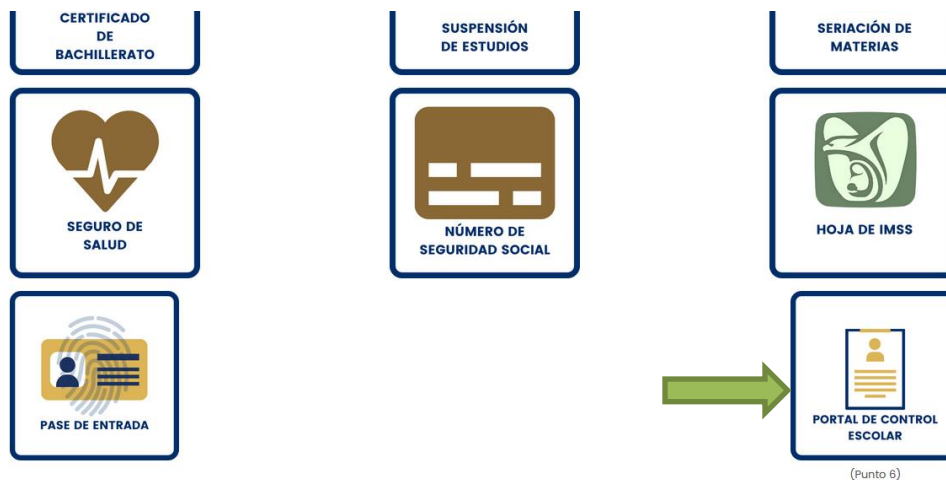 CERTIFICADO
DE
BACHILLERATO
SUSPENSIÓN
DE ESTUDIOS
SERIACIÓN DE
MATERIAS
SEGURO DE
SALUD
NÚMERO DE
SEGURIDAD SOCIAL
HOJA DE IMSS
PASE DE ENTRADA
PORTAL DE CONTROL
ESCOLAR
(Punto 6)